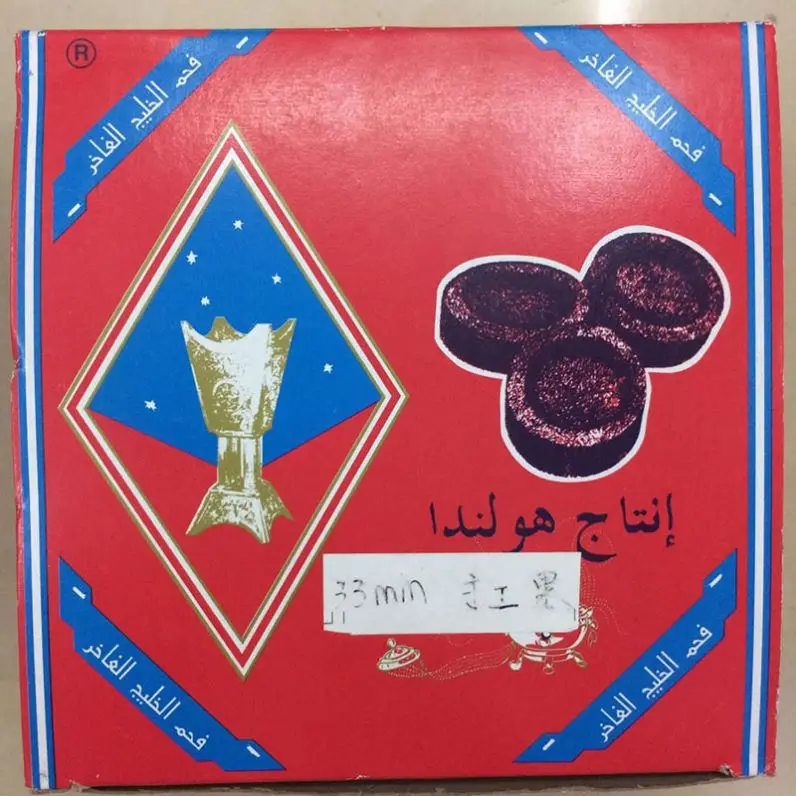 ®
فحم الخليج الفاخر
فحم الخليج الفاخر
إنتاج هولندا
33min
فحم الخليج الفاخر
فحم الخليج الفاخر